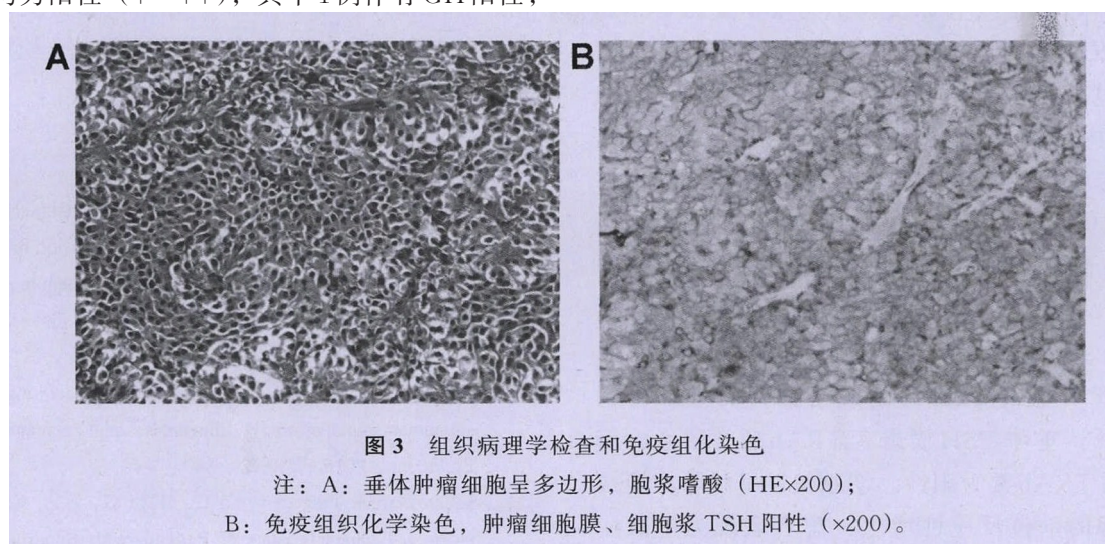 A
B
图 3 组织病理学检查和免疫组化染色
注：A：垂体肿瘤细胞呈多边形，胞浆嗜酸（HE×200）；
B：免疫组织化学染色，肿瘤细胞膜、细胞浆 TSH 阳性（×200）。